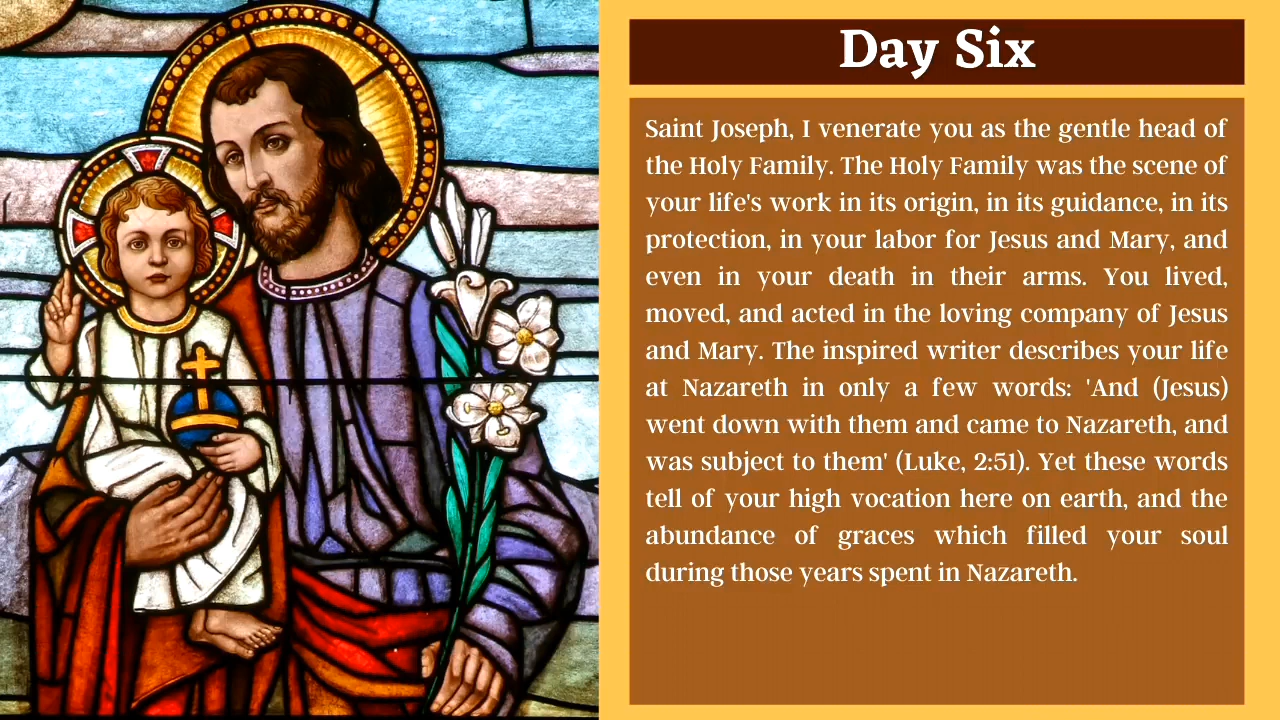 Day Six
Saint Joseph, I venerate you as the gentle head of
the Holy Family. The Holy Family was the scene of
your life's work in its origin, in its guidance, in its
protection, in your labor for Jesus and Mary, and
even in your death in their arms. You lived,
moved, and acted in the loving company of Jesus
and Mary. The inspired writer describes your life
at Nazareth in only a few words: 'And (Jesus)
went down with them and came to Nazareth, and
was subject to them' (Luke, 2:51). Yet these words
tell of your high vocation here on earth, and the
abundance of graces which filled your soul
during those years spent in Nazareth.